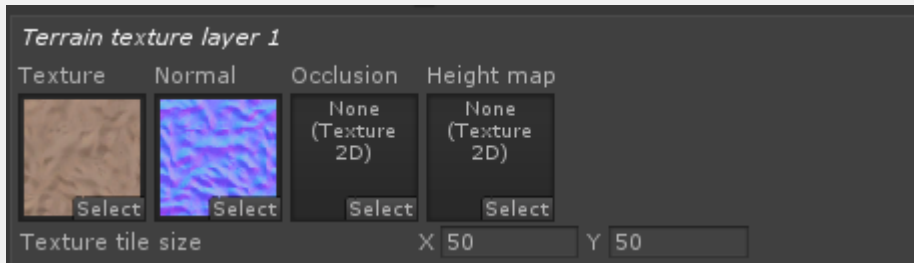 Terrain texture layer 1
Texture Normal Occlusion Height map
None
(Texture
2D)
None
(Texture
2D)
Select Select Select Select
Texture tile size X 50 Y 50